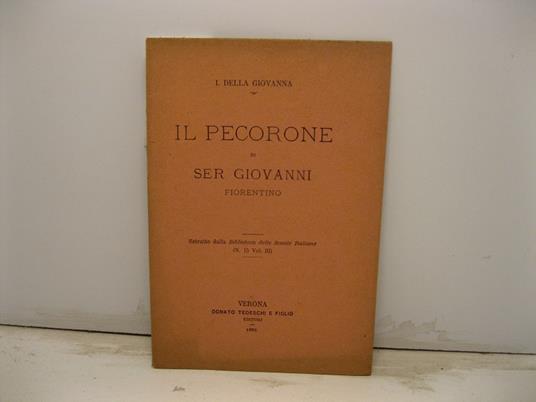 I. DELLA GIOVANNA
IL PECORONE
DI
SER GIOVANNI
FIORENTINO
Estratto dalla Biblioteca delle Scuole Italiane
Vol. III)
VERONA
DONATO TEDESCHI E FIGLIO
EDITORI